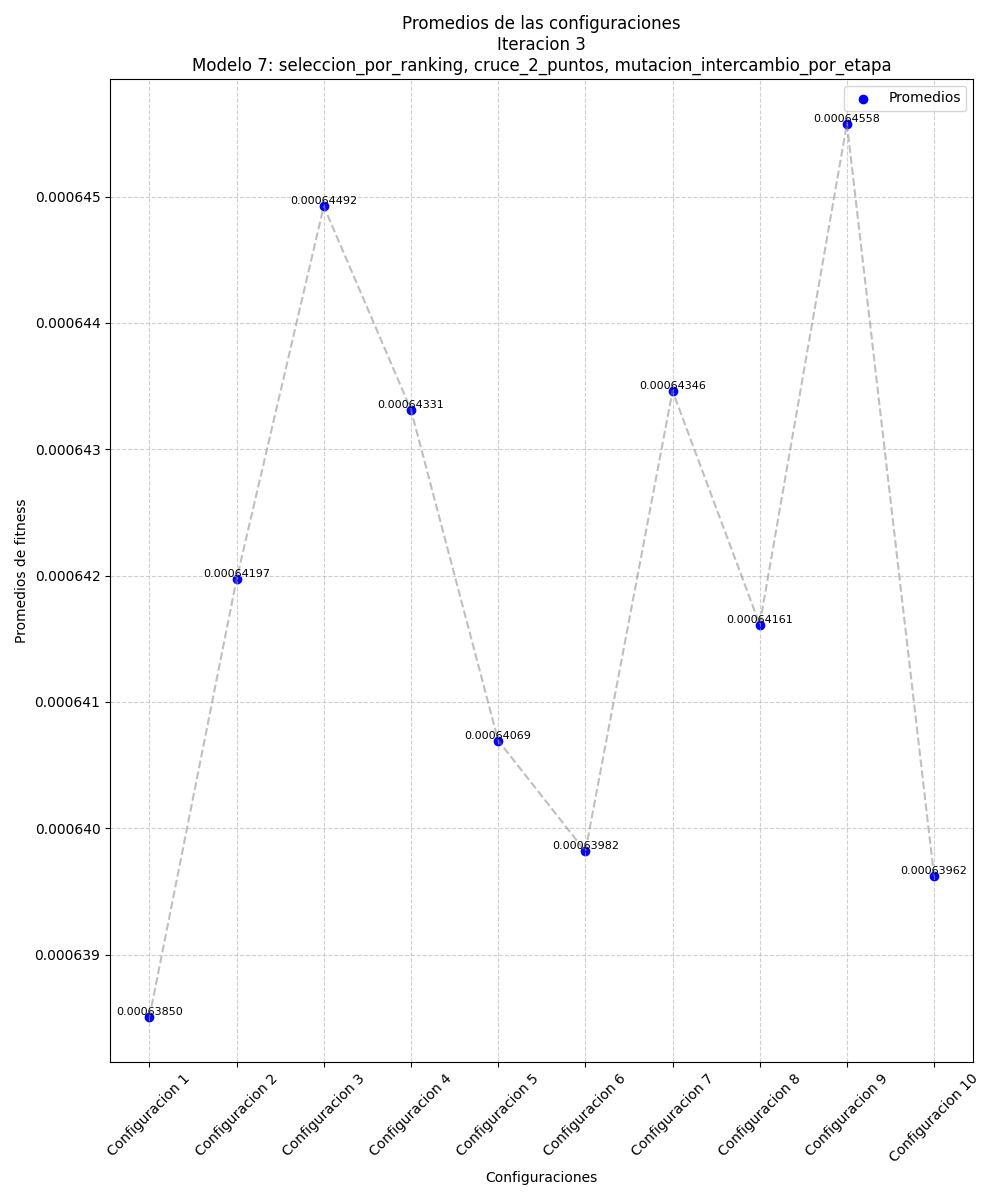 Promedios de las configuraciones
Iteracion 3
Modelo 7: seleccion_por_ranking, cruce_2_puntos, mutacion_intercambio_por_etapa
Promedios
0.00064558
0.00064492
0.00064346
0.00064331
0.00064197
0.00064161
0.00064069
0.00063982
0.00063962
0.00063850
0.000645
0.000644
0.000643
0.000642
0.000641
0.000640
0.000639
Promedios de fitness
Configuracion 1
Configuracion 2
Configuracion 3
Configuracion 4
Configuracion 5
Configuracion 6
Configuracion 7
Configuracion 8
Configuracion 9
Configuracion 10
Configuraciones